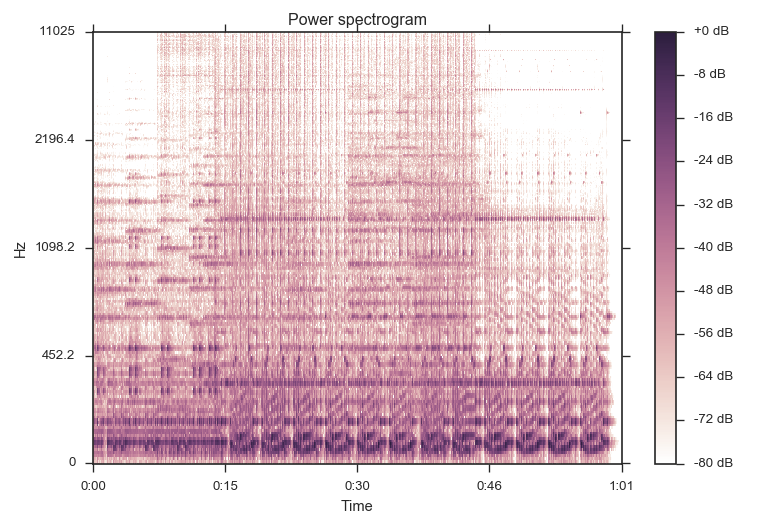 Power spectrogram
11025
2196.4
1098.2
452.2
0
Hz
0:00
0:15
0:30
0:46
1:01
Time
+0 dB
-8 dB
-16 dB
-24 dB
-32 dB
-40 dB
-48 dB
-56 dB
-64 dB
-72 dB
-80 dB